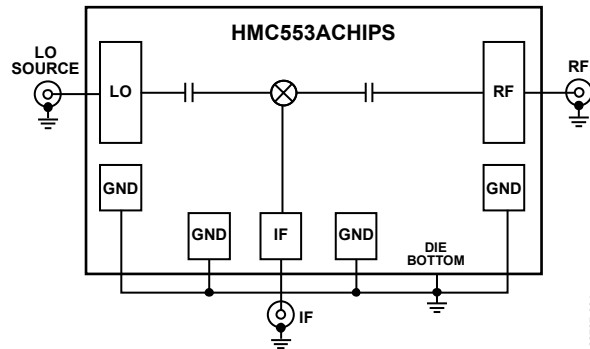 HMC553ACHIPS
LO
SOURCE
RF
LO
RF
GND
GND
GND
IF
GND
DIE
BOTTOM
IF